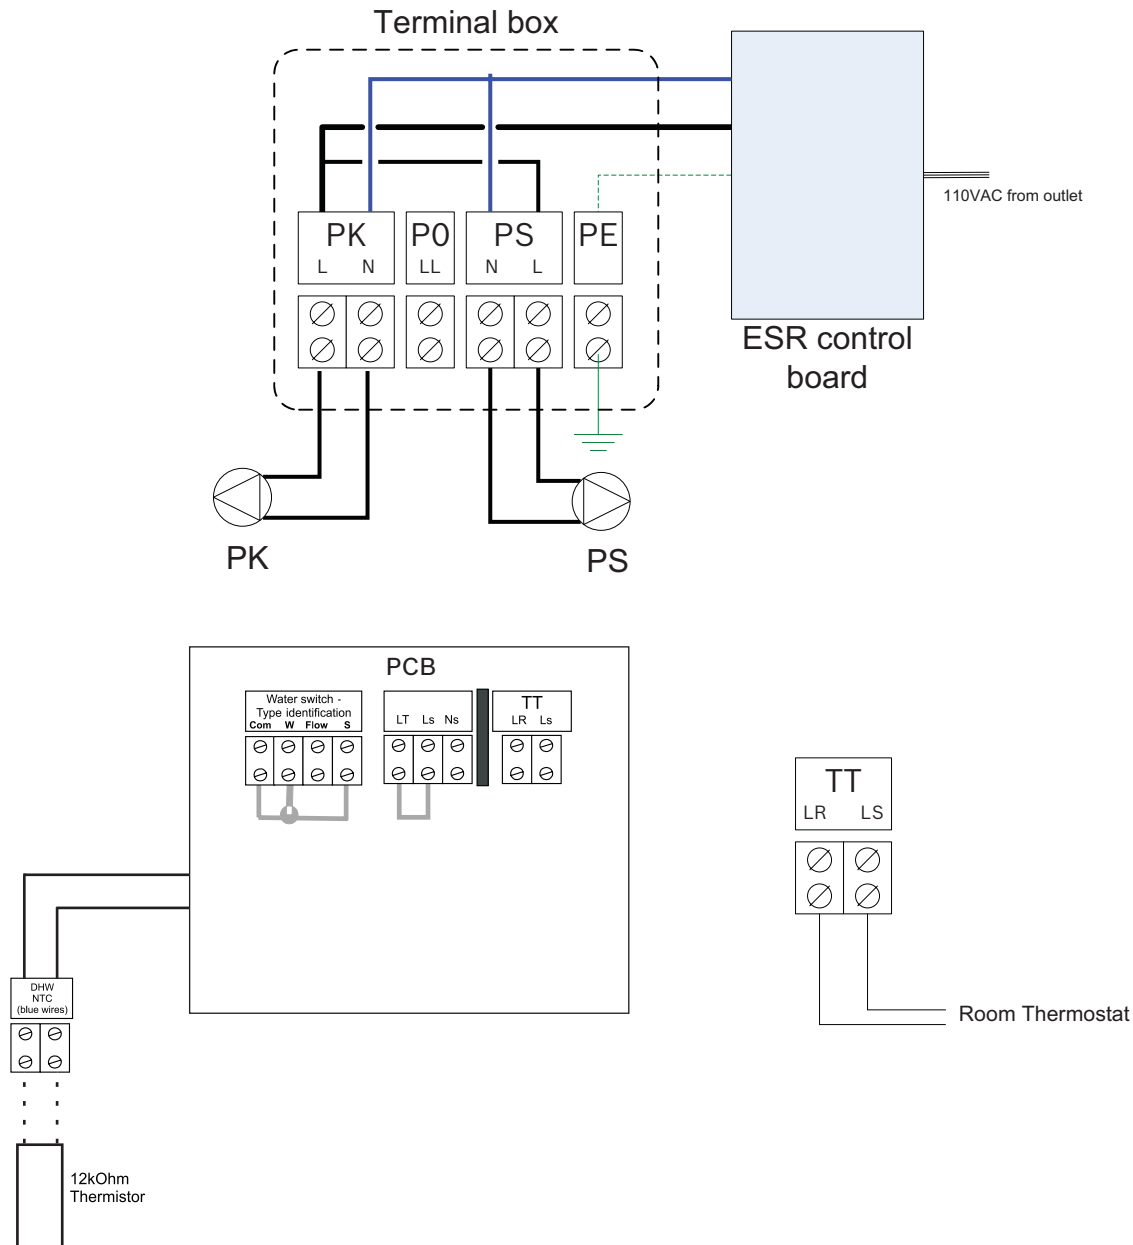 Terminal box
110VAC from outlet
PK
L N
P0
LL
PS
N L
PE
ESR control
board
PK
PS
PCB
Water switch -
Type identification
Com W Flow S
LT Ls Ns
TT
LR Ls
TT
LR LS
DHW
NTC
(blue wires)
Room Thermostat
12kOhm
Thermistor